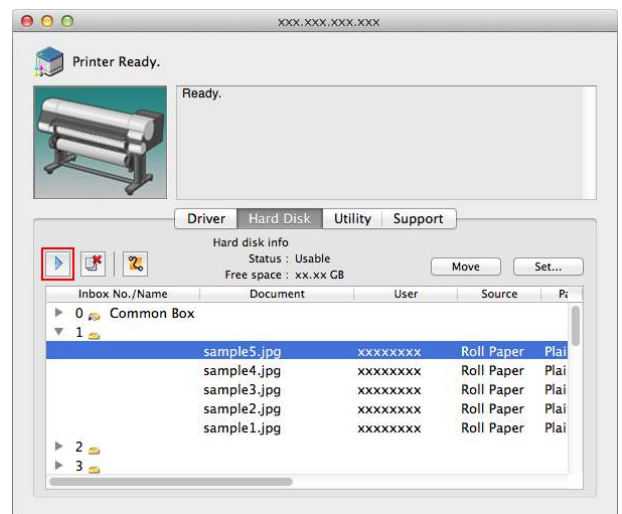 xxx.xxx.xxx.xxx
Printer Ready.
Ready.
Driver Hard Disk Utility Support
Hard disk info
Status : Usable
Free space : xx.xx GB
Move Set...
Inbox No./Name Document User Source Pa
0 Common Box
1
sample5.jpg xxxxxxxx Roll Paper Plai
sample4.jpg xxxxxxxx Roll Paper Plai
sample3.jpg xxxxxxxx Roll Paper Plai
sample2.jpg xxxxxxxx Roll Paper Plai
sample1.jpg xxxxxxxx Roll Paper Plai
2
3